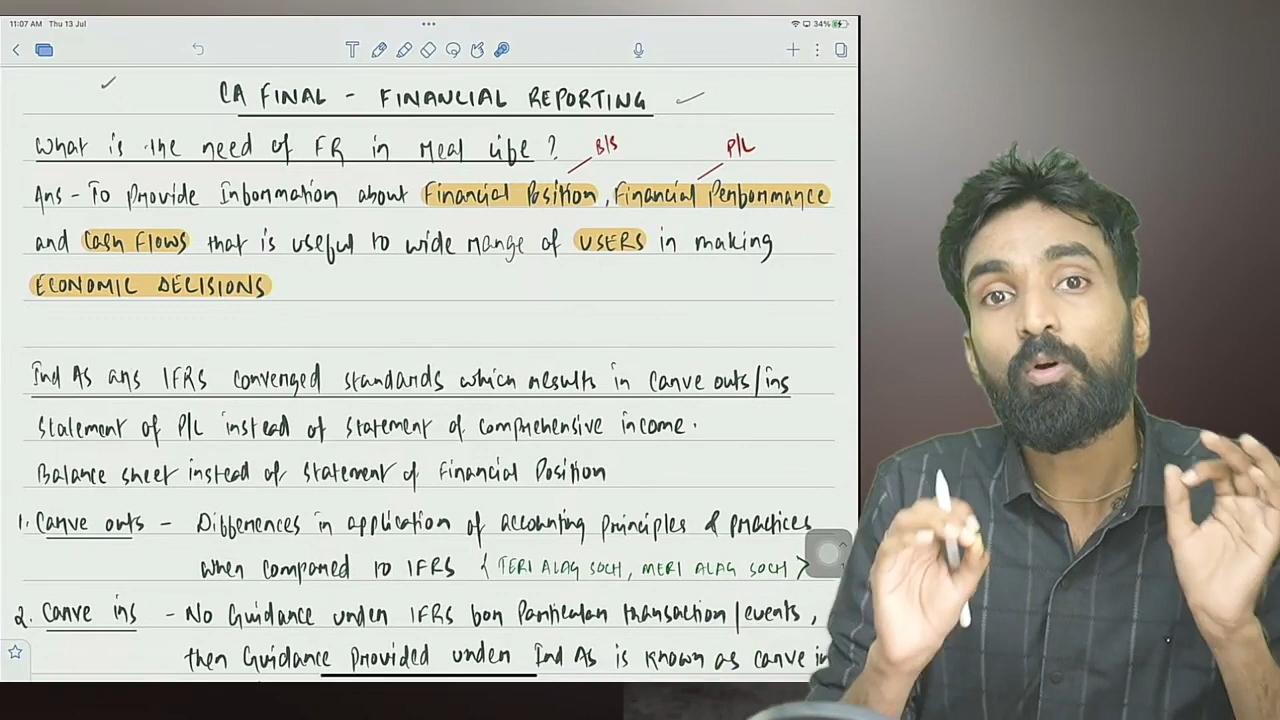 11:07 AM Thu 13 Jul
34%
CA FINAL - FINANCIAL REPORTING
What is the need of FR in real life ?
B/S
P/L
Ans - To provide Information about Financial Position, Financial Performance
and Cash Flows that is useful to wide range of USERS in making
ECONOMIC DECISIONS
Ind As ans IFRS converged standards which results in carve outs/ins
Statement of P/L instead of statement of comprehensive income.
Balance sheet instead of statement of Financial Position
1. Carve outs - Differences in application of accounting principles & practices
when compared to IFRS { TERI ALAG SOCH, MERI ALAG SOCH >
2. Carve ins - No Guidance under IFRS for Particular transaction/events,
then Guidance provided under Ind As is known as carve in